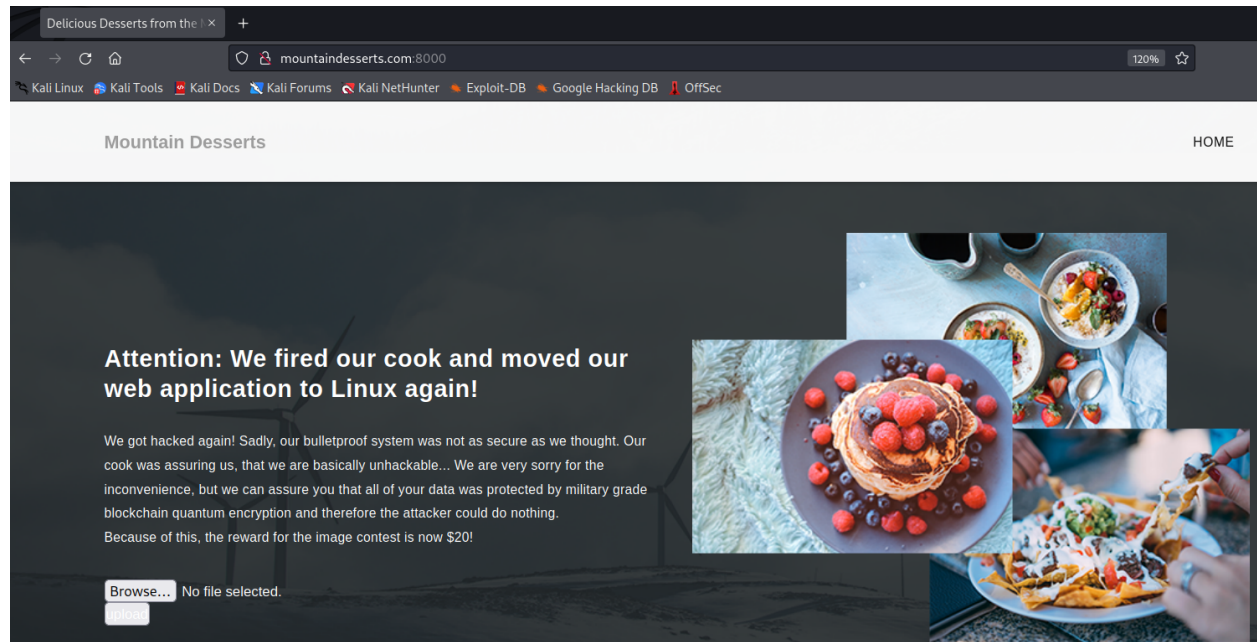 Delicious Desserts from the
mountaindesserts.com:8000
120%
Kali Linux Kali Tools Kali Docs Kali Forums Kali NetHunter Exploit-DB Google Hacking DB OffSec
Mountain Desserts
HOME
Attention: We fired our cook and moved our
web application to Linux again!
We got hacked again! Sadly, our bulletproof system was not as secure as we thought. Our
cook was assuring us, that we are basically unhackable... We are very sorry for the
inconvenience, but we can assure you that all of your data was protected by military grade
blockchain quantum encryption and therefore the attacker could do nothing.
Because of this, the reward for the image contest is now $20!
Browse... No file selected.
upload